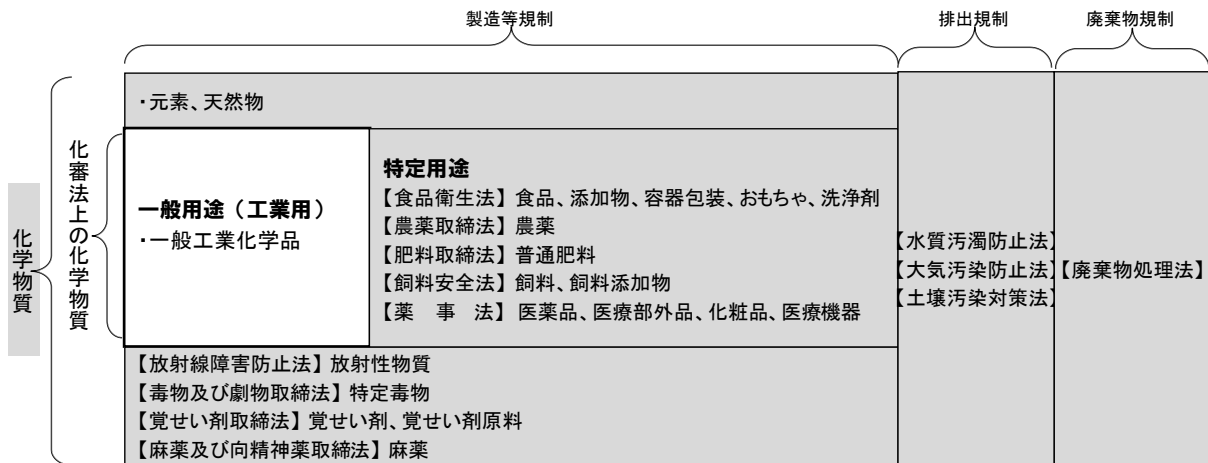 製造等規制
排出規制
廃棄物規制
化学物質
化審法上の化学物質
・元素、天然物
一般用途（工業用）
・一般工業化学品
特定用途
【食品衛生法】食品、添加物、容器包装、おもちゃ、洗浄剤
【農薬取締法】農薬
【肥料取締法】普通肥料
【飼料安全法】飼料、飼料添加物
【薬　事　法】医薬品、医療部外品、化粧品、医療機器
【放射線障害防止法】放射性物質
【毒物及び劇物取締法】特定毒物
【覚せい剤取締法】覚せい剤、覚せい剤原料
【麻薬及び向精神薬取締法】麻薬
【水質汚濁防止法】
【大気汚染防止法】
【土壌汚染対策法】
【廃棄物処理法】